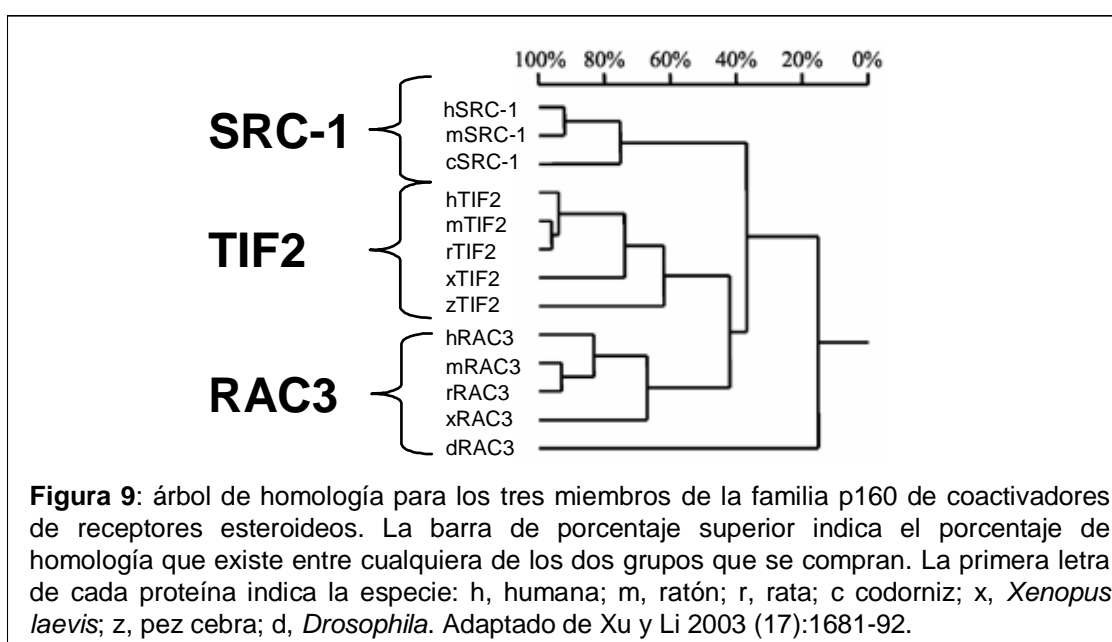 100% 80% 60% 40% 20% 0%
SRC-1
hSRC-1
mSRC-1
cSRC-1
TIF2
hTIF2
mTIF2
rTIF2
xTIF2
zTIF2
RAC3
hRAC3
mRAC3
rRAC3
xRAC3
dRAC3
Figura 9: árbol de homología para los tres miembros de la familia p160 de coactivadores
de receptores esteroideos. La barra de porcentaje superior indica el porcentaje de
homología que existe entre cualquiera de los dos grupos que se compran. La primera letra
de cada proteína indica la especie: h, humana; m, ratón; r, rata; c codorniz; x, Xenopus
laevis; z, pez cebra; d, Drosophila. Adaptado de Xu y Li 2003 (17):1681-92.